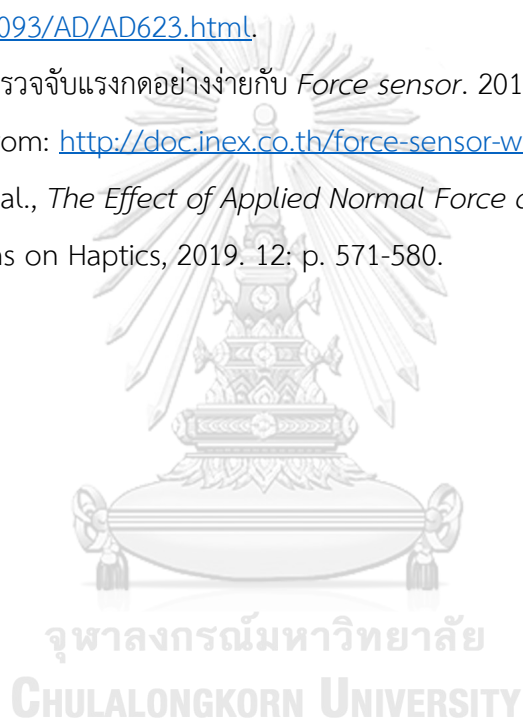 093/AD/AD623.html.
รวจจับแรงกดอย่างง่ายกับ Force sensor. 201
om: http://doc.inex.co.th/force-sensor-w
al., The Effect of Applied Normal Force
ns on Haptics, 2019. 12: p. 571-580.
จุฬาลงกรณ์มหาวิทยาลัย
CHULALONGKORN UNIVERSITY